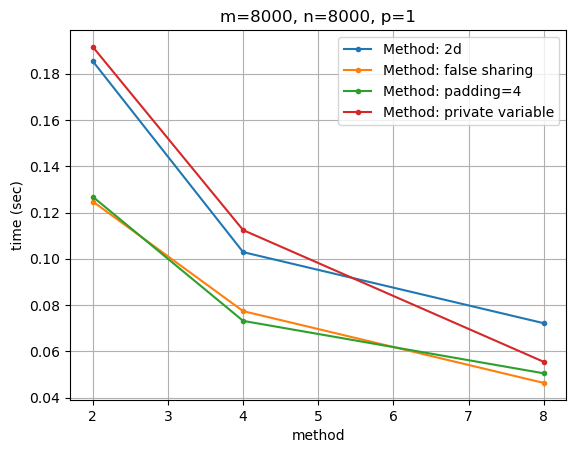 m=8000, n=8000, p=1
Method: 2d
Method: false sharing
Method: padding=4
Method: private variable
time (sec)
0.18
0.16
0.14
0.12
0.10
0.08
0.06
0.04
2 3 4 5 6 7 8
method